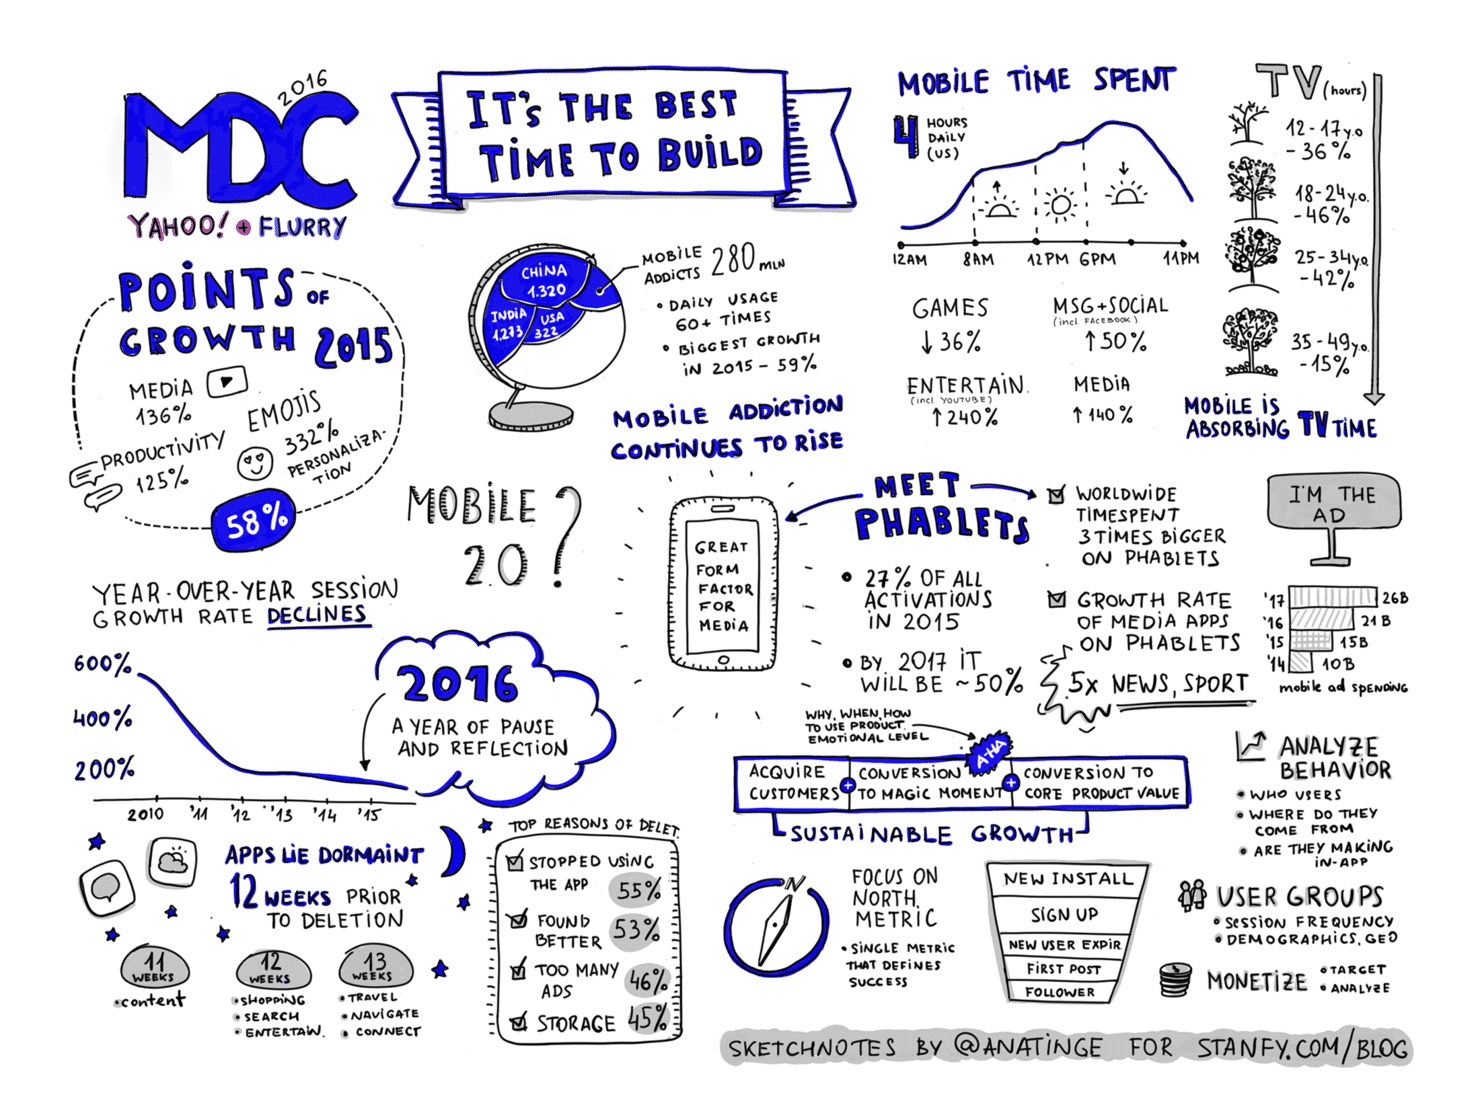 2016
MDC
YAHOO! + FLURRY
IT'S THE BEST
TIME TO BUILD
MOBILE TIME SPENT
4 HOURS
DAILY
(US)
12AM 8AM 12PM 6PM 11PM
GAMES
↓36%
MSG+SOCIAL
(incl. FACEBOOK)
↑50%
ENTERTAIN.
(incl. YOUTUBE)
↑240%
MEDIA
↑140%
TV (hours)
12-17y.o
-36%
18-24y.o.
-46%
25-34y.o
-42%
35-49y.o.
-15%
MOBILE IS
ABSORBING TV TIME
POINTS OF
GROWTH 2015
MEDIA
136%
EMOJIS
332%
PERSONALIZA-
TION
PRODUCTIVITY
125%
58%
CHINA
1.320
INDIA
1.273
USA
322
MOBILE
ADDICTS 280 MLN
• DAILY USAGE
60+ TIMES
• BIGGEST GROWTH
IN 2015 - 59%
MOBILE ADDICTION
CONTINUES TO RISE
MOBILE
2.0 ?
GREAT
FORM
FACTOR
FOR
MEDIA
MEET
PHABLETS
• 27% OF ALL
ACTIVATIONS
IN 2015
• BY 2017 IT
WILL BE ~50%
WORLDWIDE
TIMESPENT
3 TIMES BIGGER
ON PHABLETS
GROWTH RATE
OF MEDIA APPS
ON PHABLETS
5x NEWS, SPORT
I'M THE
AD
'17 26B
'16 21B
'15 15B
'14 10B
mobile ad spending
YEAR-OVER-YEAR SESSION
GROWTH RATE DECLINES
600%
400%
200%
2010 '11 '12 '13 '14 '15
2016
A YEAR OF PAUSE
AND REFLECTION
WHY, WHEN, HOW
TO USE PRODUCT.
EMOTIONAL LEVEL
A-HA
ACQUIRE
CUSTOMERS
+
CONVERSION
TO MAGIC MOMENT
+
CONVERSION TO
CORE PRODUCT VALUE
SUSTAINABLE GROWTH
ANALYZE
BEHAVIOR
• WHO USERS
• WHERE DO THEY
COME FROM
• ARE THEY MAKING
IN-APP
APPS LIE DORMAINT
12 WEEKS PRIOR
TO DELETION
11
WEEKS
• content
12
WEEKS
• SHOPPING
• SEARCH
• ENTERTAIN.
13
WEEKS
• TRAVEL
• NAVIGATE
• CONNECT
TOP REASONS OF DELET.
STOPPED USING
THE APP 55%
FOUND
BETTER 53%
TOO MANY
ADS 46%
STORAGE 45%
N
FOCUS ON
NORTH
METRIC
• SINGLE METRIC
THAT DEFINES
SUCCESS
NEW INSTALL
SIGN UP
NEW USER EXPIR.
FIRST POST
FOLLOWER
USER GROUPS
• SESSION FREQUENCY
• DEMOGRAPHICS, GEO
MONETIZE
• TARGET
• ANALYZE
SKETCHNOTES BY @ANATINGE FOR STANFY.COM/BLOG